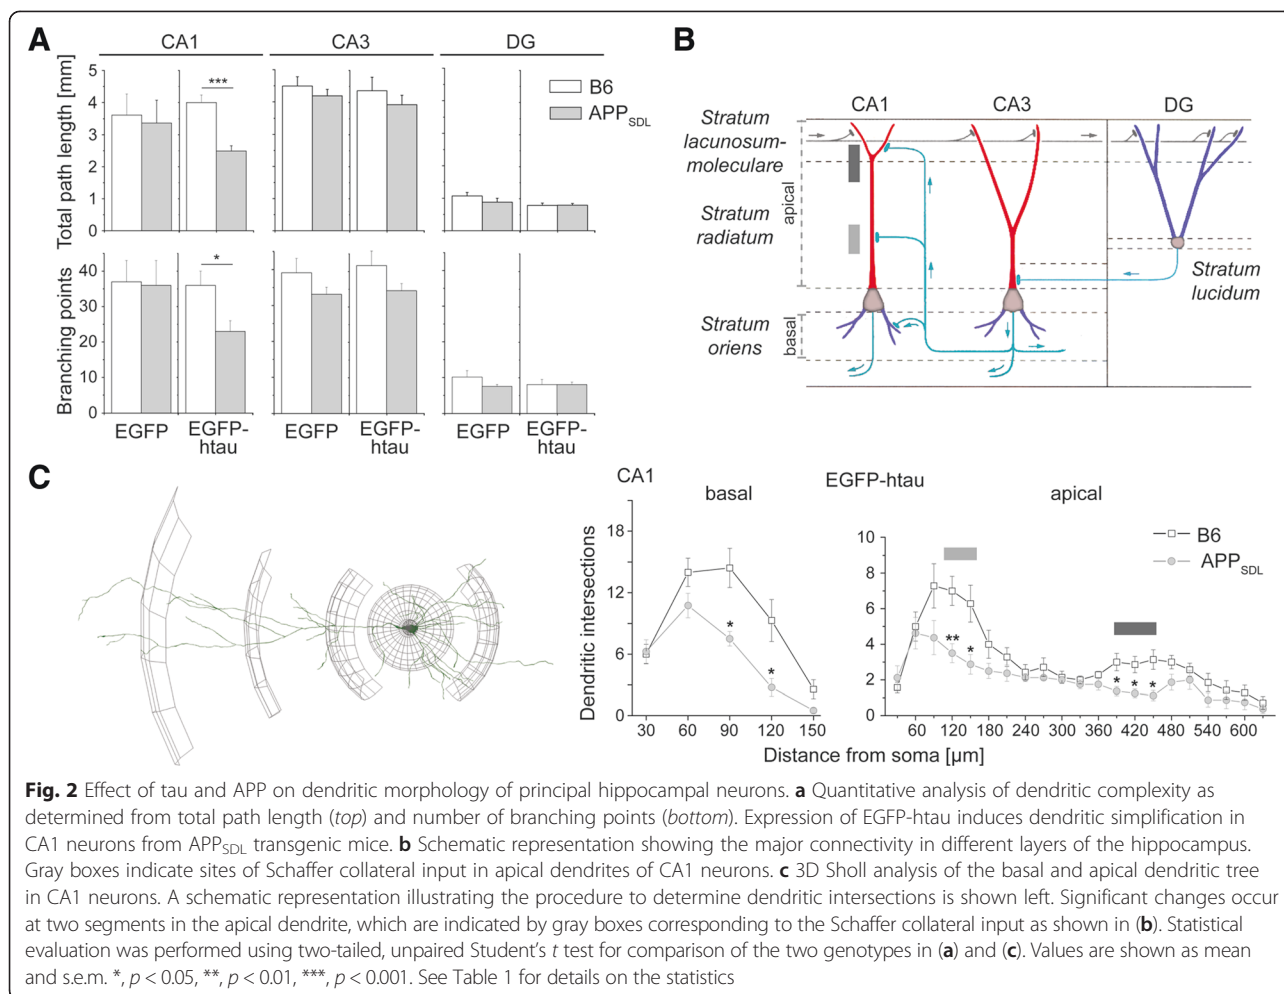 A
CA1 CA3 DG
Total path length [mm]
5
4
3
2
1
0
***
B6
APPSDL
Branching points
40
30
20
10
0
*
EGFP EGFP-htau EGFP EGFP-htau EGFP EGFP-htau
B
CA1 CA3 DG
Stratum
lacunosum-
moleculare
apical
Stratum
radiatum
Stratum
lucidum
Stratum
oriens
basal
C
CA1 EGFP-htau
basal apical
Dendritic intersections
18
12
6
0
* *
30 60 90 120 150
10
8
6
4
2
0
B6
APPSDL
** * * * *
60 120 180 240 300 360 420 480 540 600
Distance from soma [µm]
Fig. 2 Effect of tau and APP on dendritic morphology of principal hippocampal neurons. a Quantitative analysis of dendritic complexity as
determined from total path length (top) and number of branching points (bottom). Expression of EGFP-htau induces dendritic simplification in
CA1 neurons from APPSDL transgenic mice. b Schematic representation showing the major connectivity in different layers of the hippocampus.
Gray boxes indicate sites of Schaffer collateral input in apical dendrites of CA1 neurons. c 3D Sholl analysis of the basal and apical dendritic tree
in CA1 neurons. A schematic representation illustrating the procedure to determine dendritic intersections is shown left. Significant changes occur
at two segments in the apical dendrite, which are indicated by gray boxes corresponding to the Schaffer collateral input as shown in (b). Statistical
evaluation was performed using two-tailed, unpaired Student's t test for comparison of the two genotypes in (a) and (c). Values are shown as mean
and s.e.m. *, p < 0.05, **, p < 0.01, ***, p < 0.001. See Table 1 for details on the statistics